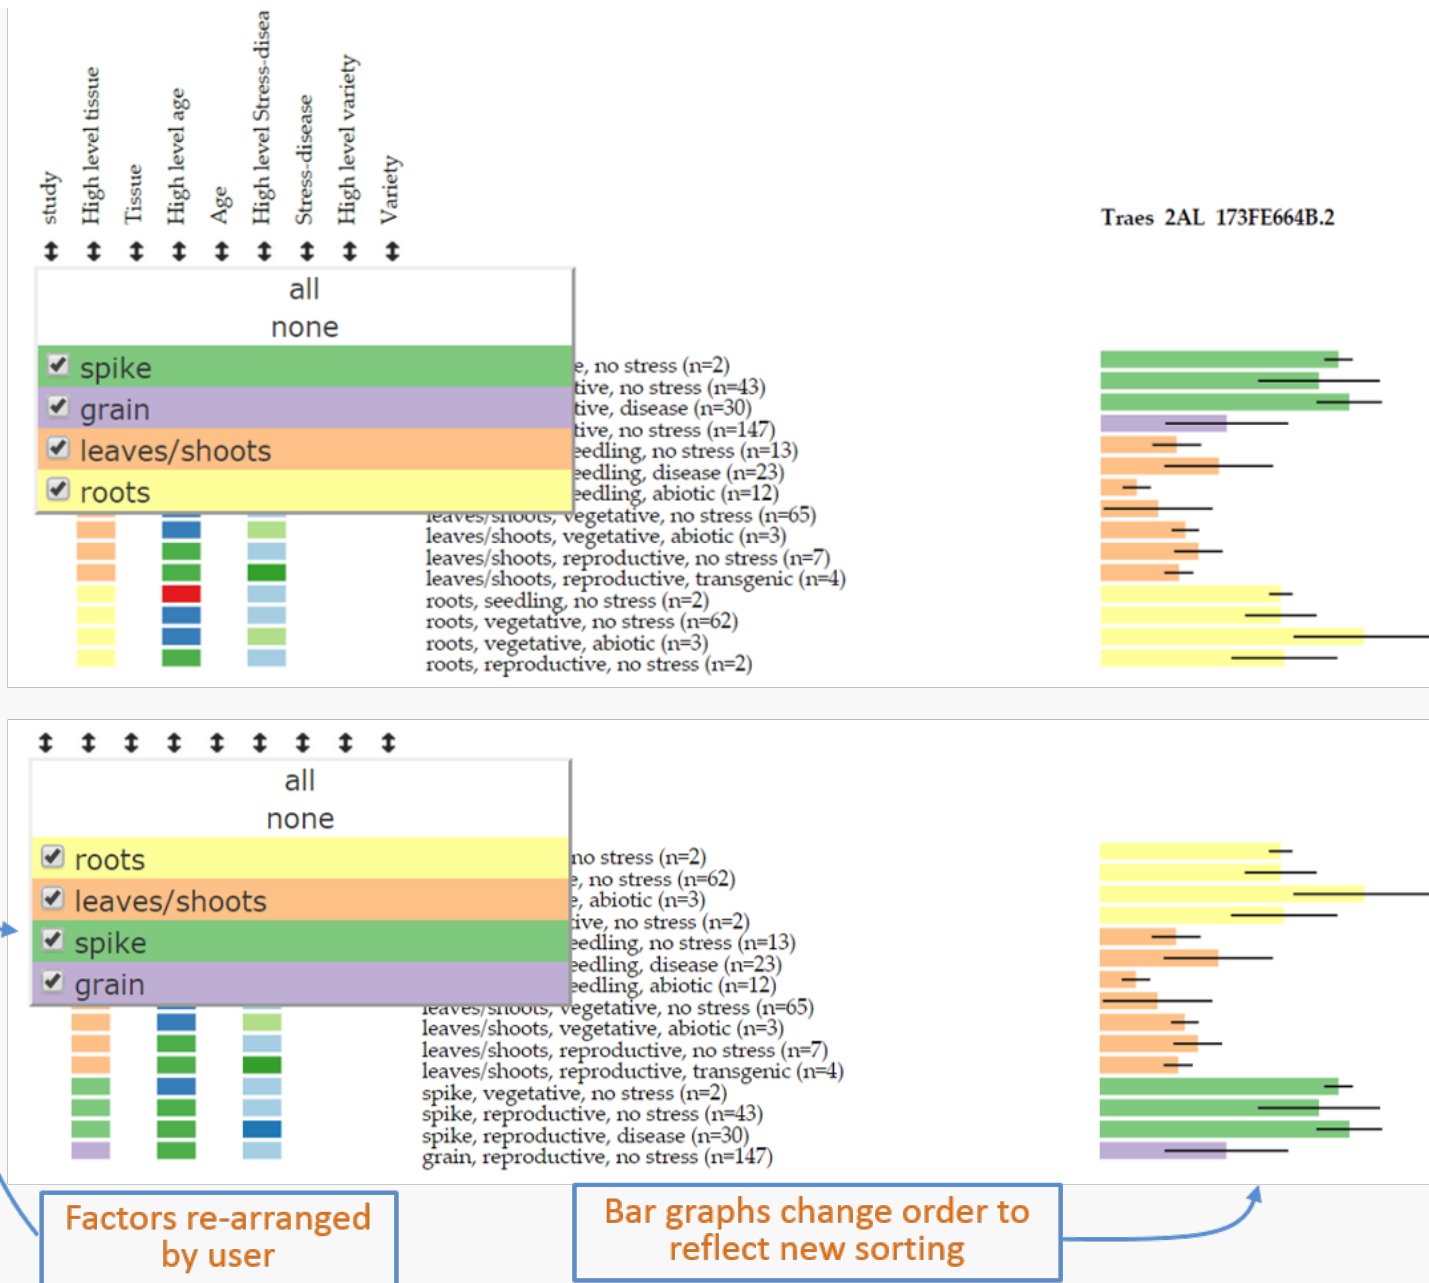 study
High level tissue
Tissue
High level age
Age
High level Stress-disea
Stress-disease
High level variety
Variety
Traes 2AL 173FE664B.2
all
none
spike
grain
leaves/shoots
roots
e, no stress (n=2)
tive, no stress (n=43)
tive, disease (n=30)
tive, no stress (n=147)
eedling, no stress (n=13)
eedling, disease (n=23)
eedling, abiotic (n=12)
leaves/shoots, vegetative, no stress (n=65)
leaves/shoots, vegetative, abiotic (n=3)
leaves/shoots, reproductive, no stress (n=7)
leaves/shoots, reproductive, transgenic (n=4)
roots, seedling, no stress (n=2)
roots, vegetative, no stress (n=62)
roots, vegetative, abiotic (n=3)
roots, reproductive, no stress (n=2)
all
none
roots
leaves/shoots
spike
grain
no stress (n=2)
e, no stress (n=62)
e, abiotic (n=3)
tive, no stress (n=2)
eedling, no stress (n=13)
eedling, disease (n=23)
eedling, abiotic (n=12)
leaves/shoots, vegetative, no stress (n=65)
leaves/shoots, vegetative, abiotic (n=3)
leaves/shoots, reproductive, no stress (n=7)
leaves/shoots, reproductive, transgenic (n=4)
spike, vegetative, no stress (n=2)
spike, reproductive, no stress (n=43)
spike, reproductive, disease (n=30)
grain, reproductive, no stress (n=147)
Factors re-arranged
by user
Bar graphs change order to
reflect new sorting